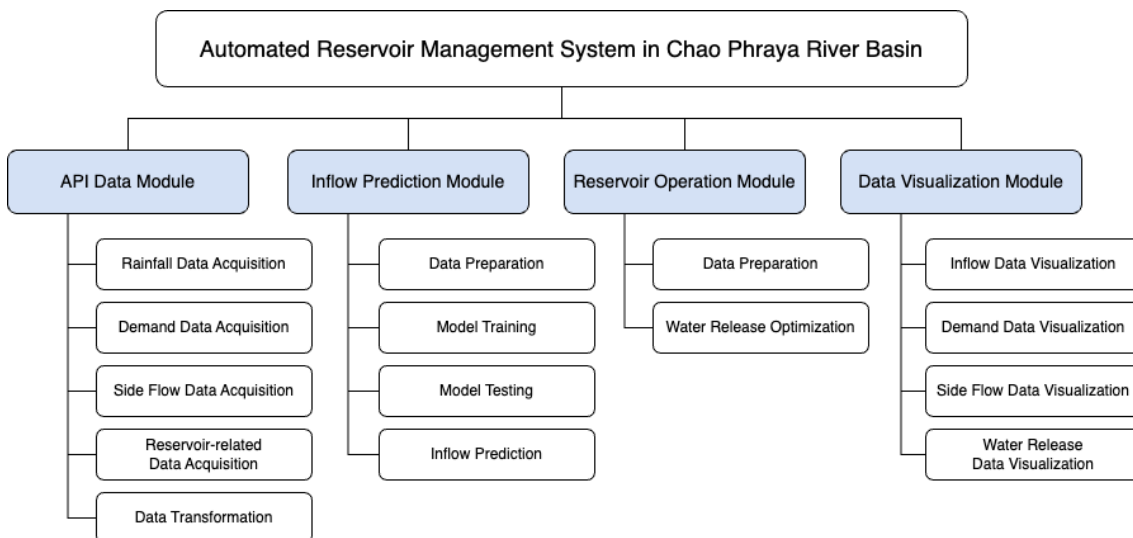 Automated Reservoir Management System in Chao Phraya River Basin
API Data Module
Rainfall Data Acquisition
Demand Data Acquisition
Side Flow Data Acquisition
Reservoir-related
Data Acquisition
Data Transformation
Inflow Prediction Module
Data Preparation
Model Training
Model Testing
Inflow Prediction
Reservoir Operation Module
Data Preparation
Water Release Optimization
Data Visualization Module
Inflow Data Visualization
Demand Data Visualization
Side Flow Data Visualization
Water Release
Data Visualization